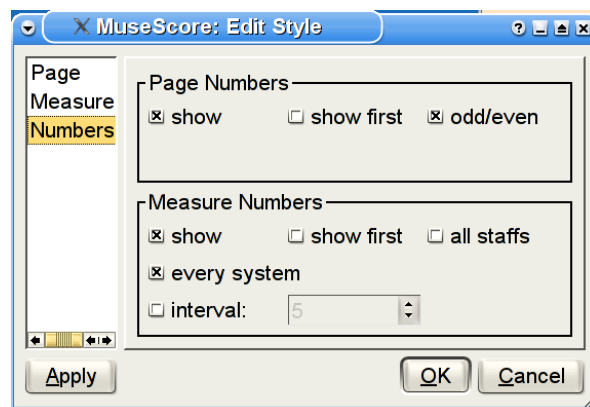 MuseScore: Edit Style
Page
Measure
Numbers
Page Numbers
show show first odd/even
Measure Numbers
show show first all staffs
every system
interval: 5
Apply OK Cancel